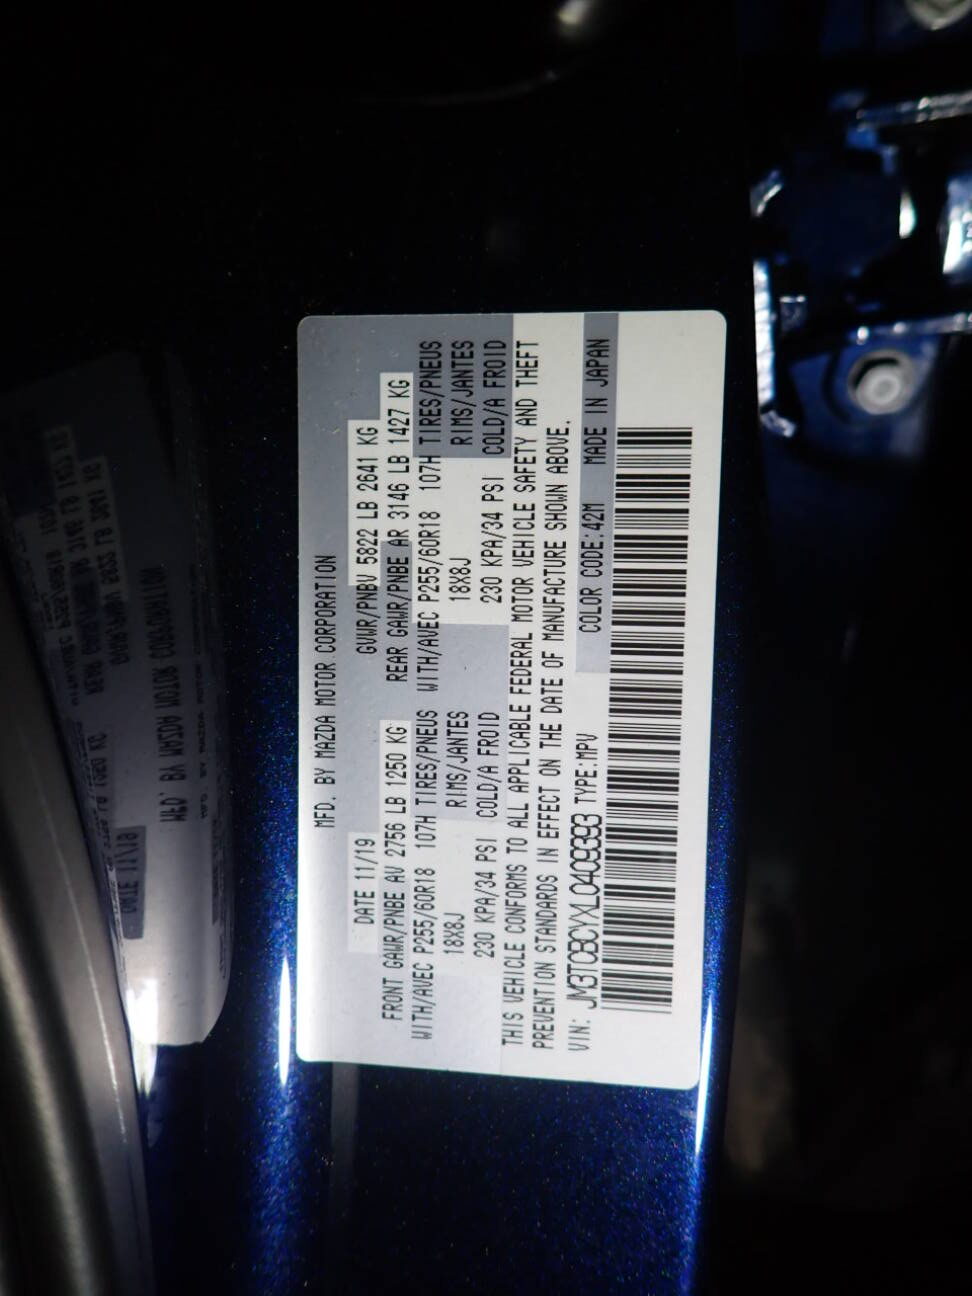 MFD. BY MAZDA MOTOR CORPORATION
DATE 11/19 GVWR/PNBV 5822 LB 2641 KG
FRONT GAWR/PNBE AV 2756 LB 1250 KG REAR GAWR/PNBE AR 3146 LB 1427 KG
WITH/AVEC P255/60R18 107H TIRES/PNEUS WITH/AVEC P255/60R18 107H TIRES/PNEUS
18X8J RIMS/JANTES 18X8J RIMS/JANTES
230 KPA/34 PSI COLD/A FROID 230 KPA/34 PSI COLD/A FROID
THIS VEHICLE CONFORMS TO ALL APPLICABLE FEDERAL MOTOR VEHICLE SAFETY AND THEFT
PREVENTION STANDARDS IN EFFECT ON THE DATE OF MANUFACTURE SHOWN ABOVE.
VIN: JM3TCBCYXL0409393 TYPE:MPV COLOR CODE:42M MADE IN JAPAN